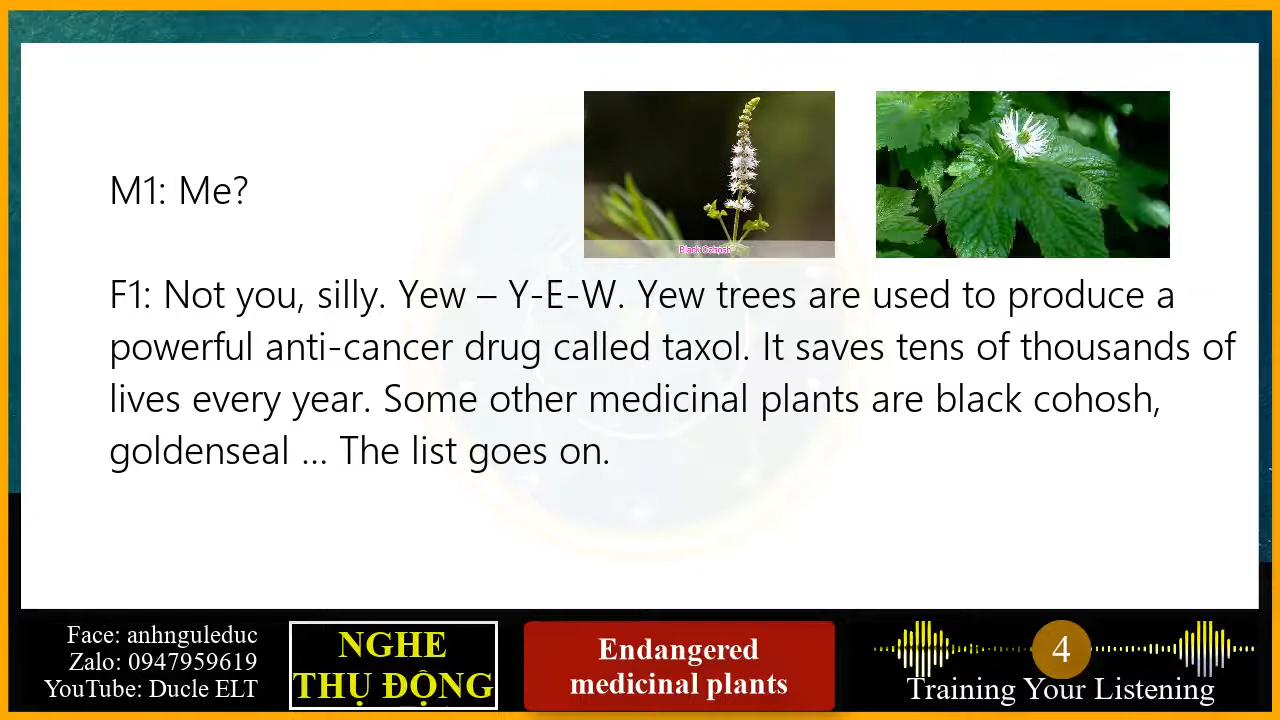 M1: Me?
Black Cohosh
F1: Not you, silly. Yew – Y-E-W. Yew trees are used to produce a
powerful anti-cancer drug called taxol. It saves tens of thousands of
lives every year. Some other medicinal plants are black cohosh,
goldenseal ... The list goes on.
Face: anhnguleduc
Zalo: 0947959619
YouTube: Ducle ELT
NGHE
THỤ ĐỘNG
Endangered
medicinal plants
4
Training Your Listening